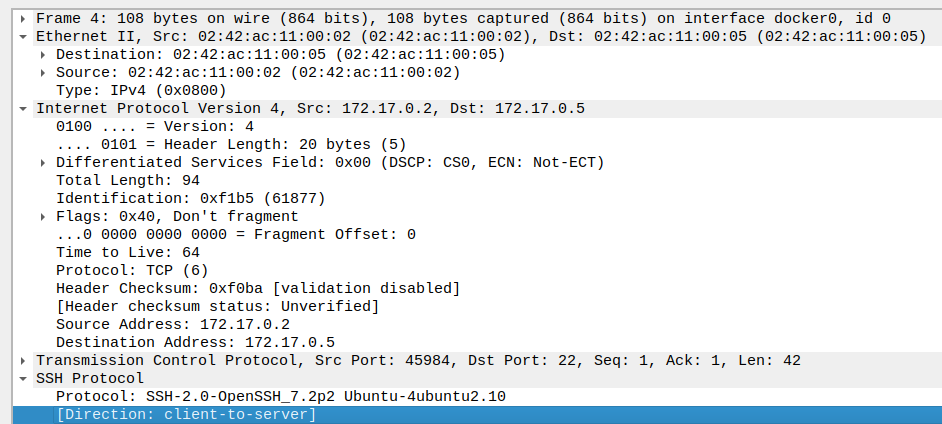 Frame 4: 108 bytes on wire (864 bits), 108 bytes captured (864 bits) on interface docker0, id 0
Ethernet II, Src: 02:42:ac:11:00:02 (02:42:ac:11:00:02), Dst: 02:42:ac:11:00:05 (02:42:ac:11:00:05)
Destination: 02:42:ac:11:00:05 (02:42:ac:11:00:05)
Source: 02:42:ac:11:00:02 (02:42:ac:11:00:02)
Type: IPv4 (0x0800)
Internet Protocol Version 4, Src: 172.17.0.2, Dst: 172.17.0.5
0100 .... = Version: 4
.... 0101 = Header Length: 20 bytes (5)
Differentiated Services Field: 0x00 (DSCP: CS0, ECN: Not-ECT)
Total Length: 94
Identification: 0xf1b5 (61877)
Flags: 0x40, Don't fragment
...0 0000 0000 0000 = Fragment Offset: 0
Time to Live: 64
Protocol: TCP (6)
Header Checksum: 0xf0ba [validation disabled]
[Header checksum status: Unverified]
Source Address: 172.17.0.2
Destination Address: 172.17.0.5
Transmission Control Protocol, Src Port: 45984, Dst Port: 22, Seq: 1, Ack: 1, Len: 42
SSH Protocol
Protocol: SSH-2.0-OpenSSH_7.2p2 Ubuntu-4ubuntu2.10
[Direction: client-to-server]